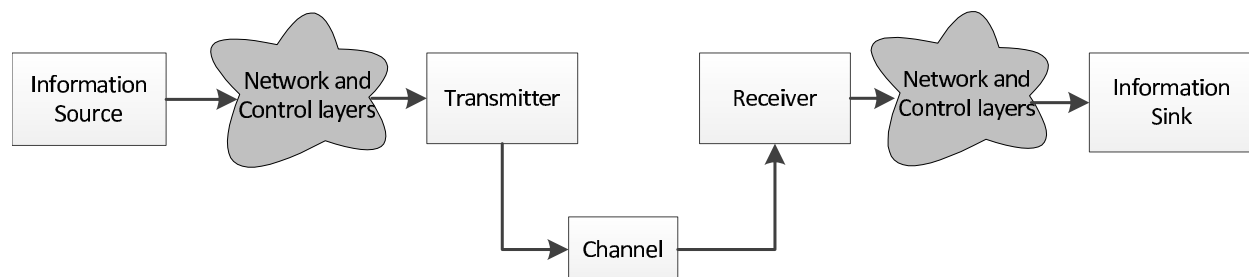 Information
Source
Network and
Control layers
Transmitter
Channel
Receiver
Network and
Control layers
Information
Sink